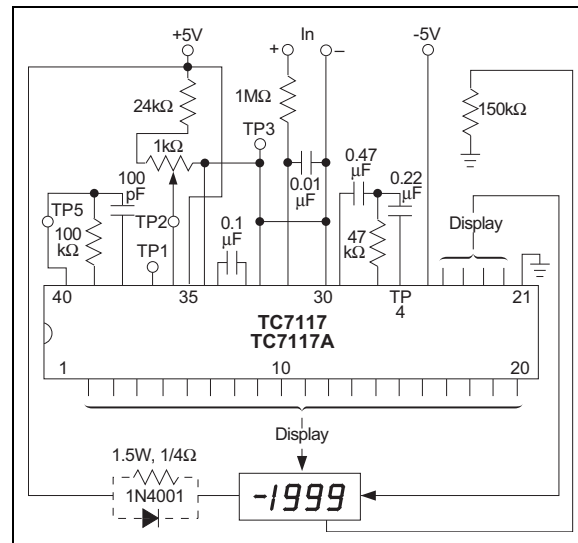 +5V
In
-5V
+
–
24kΩ
1MΩ
150kΩ
TP3
1kΩ
0.47
µF
0.22
µF
100
pF
0.01
µF
TP5
TP2
Display
100
kΩ
TP1
0.1
µF
47
kΩ
40
35
30
TP
4
21
TC7117
TC7117A
1
10
20
Display
1.5W, 1/4Ω
1N4001
-1999